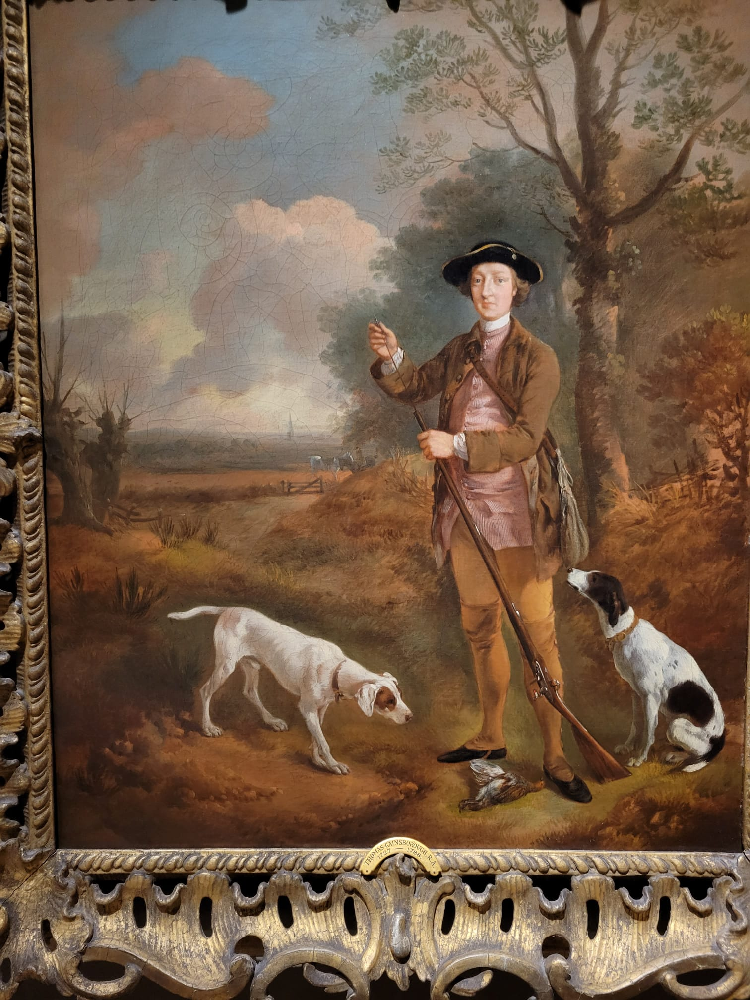 THOMAS GAINSBOROUGH, R.A.
1727 — 1788.